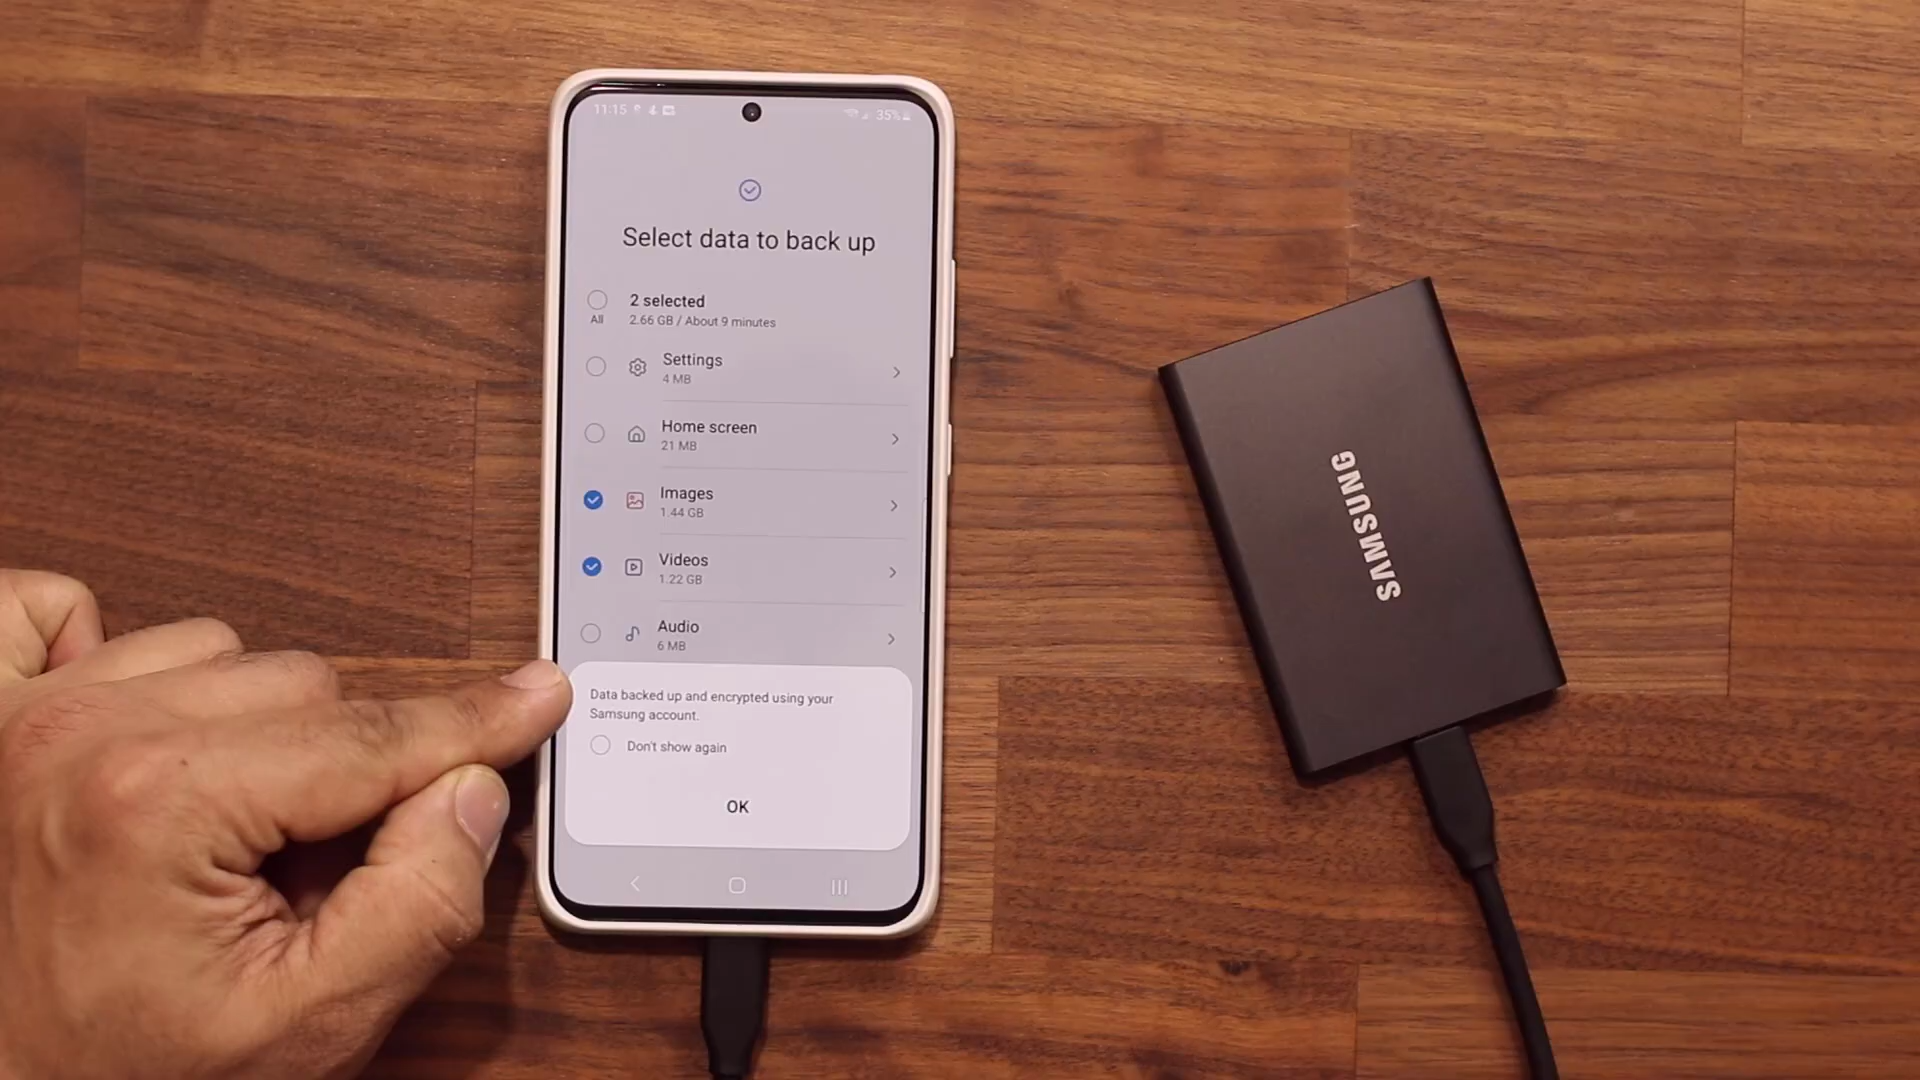 11:15
35%
Select data to back up
2 selected
All
2.66 GB / About 9 minutes
Settings
4 MB
Home screen
21 MB
Images
1.44 GB
Videos
1.22 GB
Audio
6 MB
Data backed up and encrypted using your
Samsung account.
Don't show again
OK
SAMSUNG